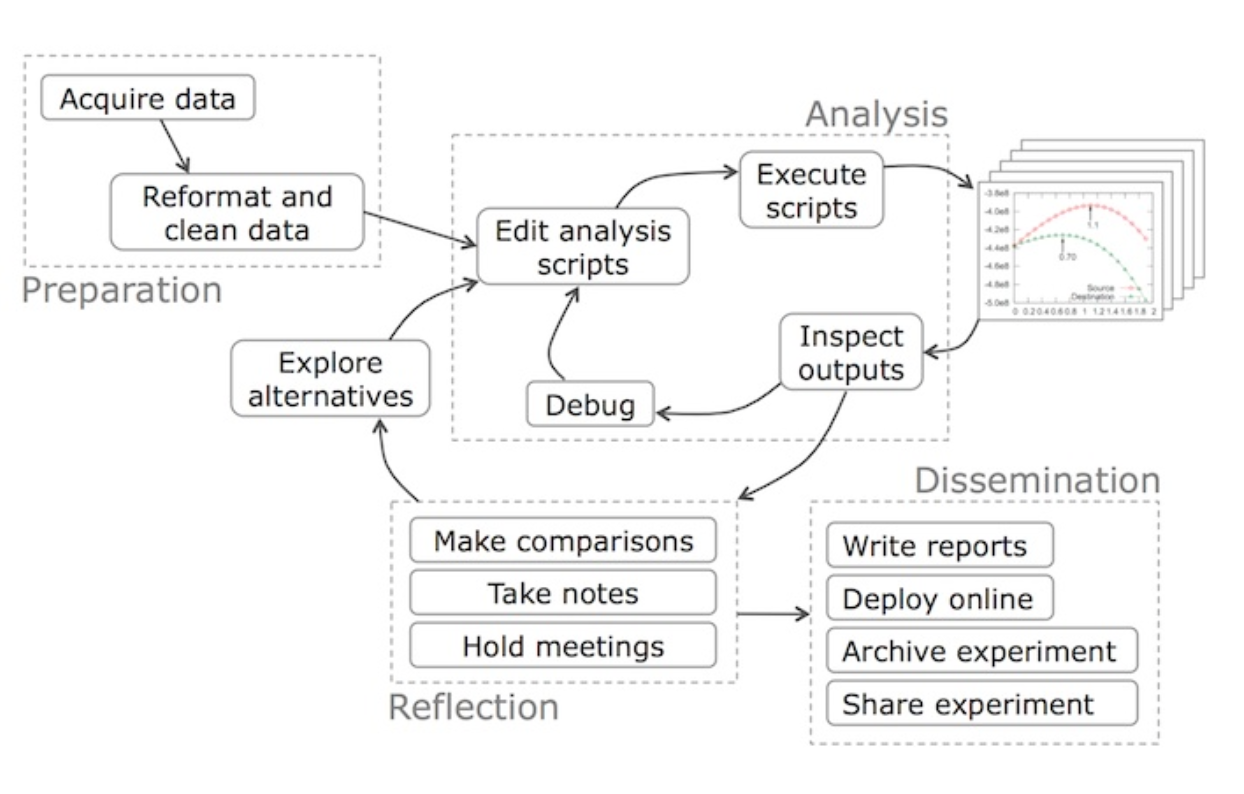 Acquire data
Reformat and
clean data
Preparation
Analysis
Edit analysis
scripts
Execute
scripts
-3.8e8
-4.0e8
-4.2e8
-4.4e8
-4.6e8
-4.8e8
-5.0e8
1.1
0.70
Source
Destination
0 0.2 0.4 0.6 0.8 1 1.2 1.4 1.6 1.8 2
Inspect
outputs
Debug
Explore
alternatives
Make comparisons
Take notes
Hold meetings
Reflection
Dissemination
Write reports
Deploy online
Archive experiment
Share experiment